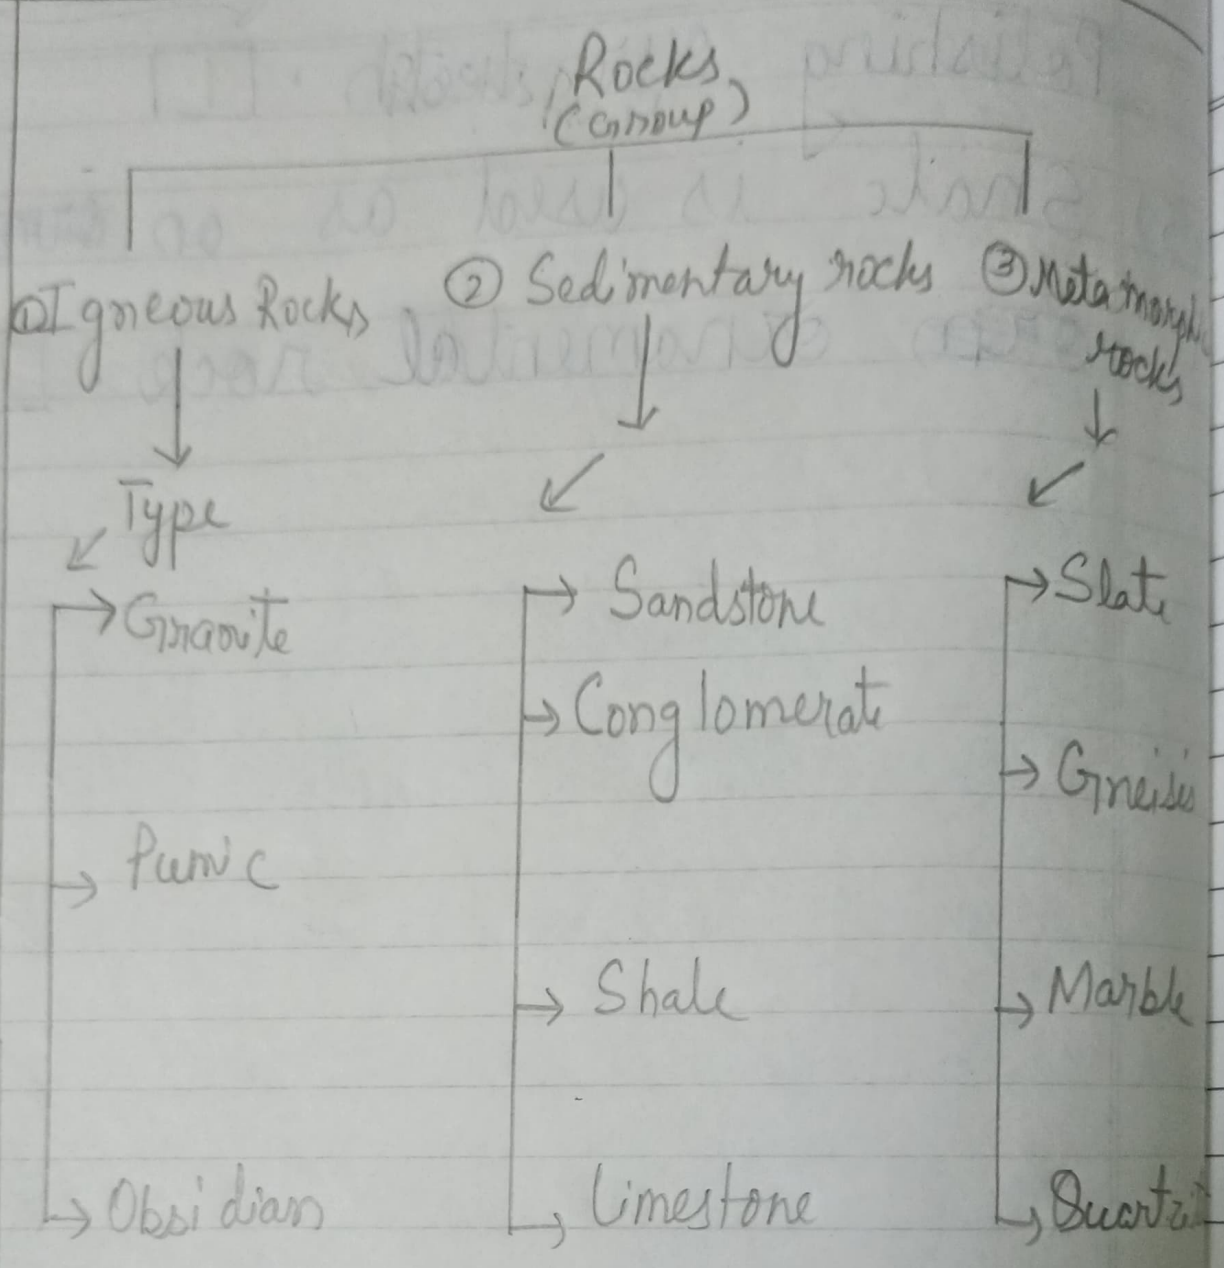 Rocks
(Group)
① Igneous Rocks
② Sedimentary rocks
③ Metamorphic
rocks
Type
Granite
Pumic
Obsidian
Sandstone
Conglomerate
Shale
Limestone
Slate
Gneiss
Marble